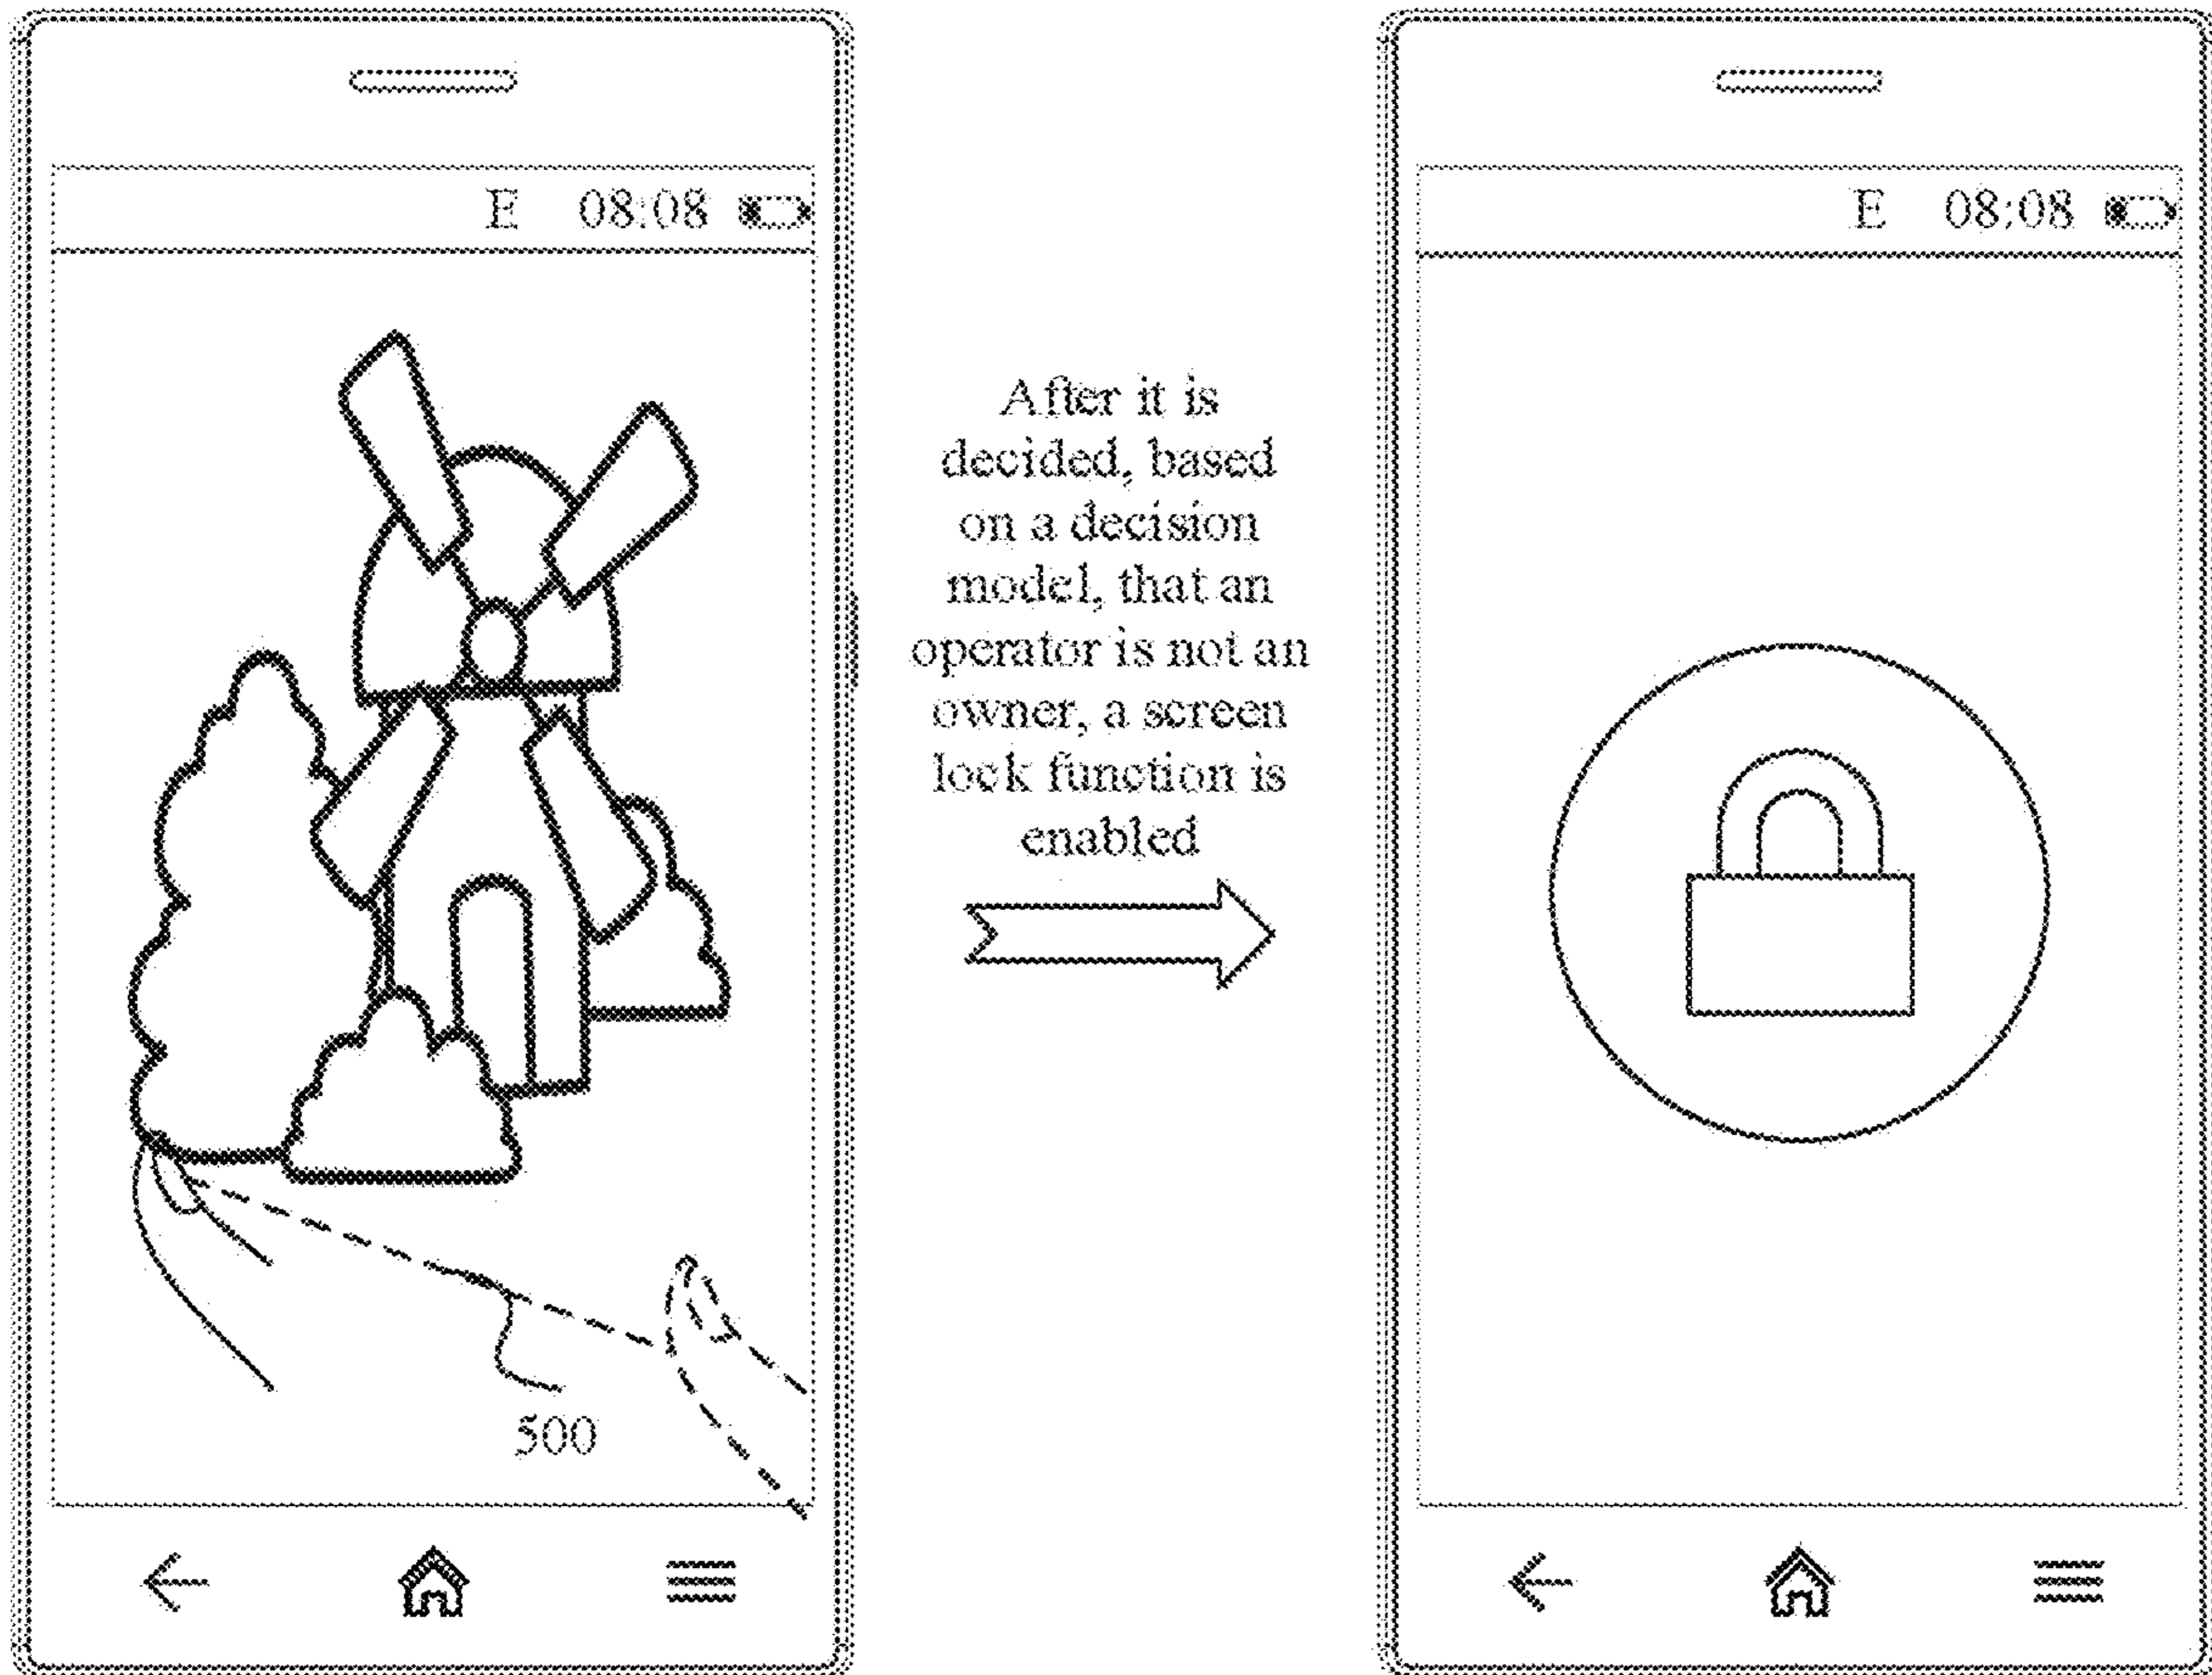 E 08:08
After it is
decided, based
on a decision
model, that an
operator is not an
owner, a screen
lock function is
enabled
500
E 08:08